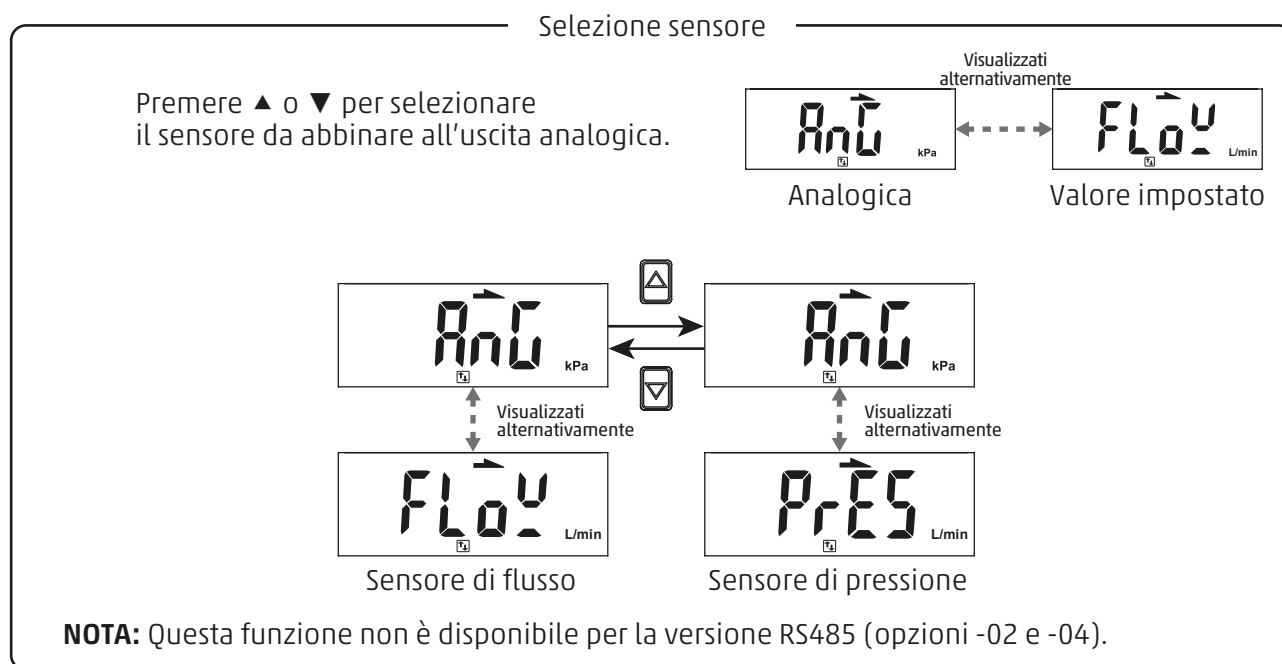 Selezione sensore
Premere ▲ o ▼ per selezionare
il sensore da abbinare all'uscita analogica.
Visualizzati
alternativamente
AnG kPa
FLoW L/min
Analogica
Valore impostato
AnG kPa
AnG kPa
Visualizzati
alternativamente
Visualizzati
alternativamente
FLoW L/min
PrES L/min
Sensore di flusso
Sensore di pressione
NOTA: Questa funzione non è disponibile per la versione RS485 (opzioni -02 e -04).